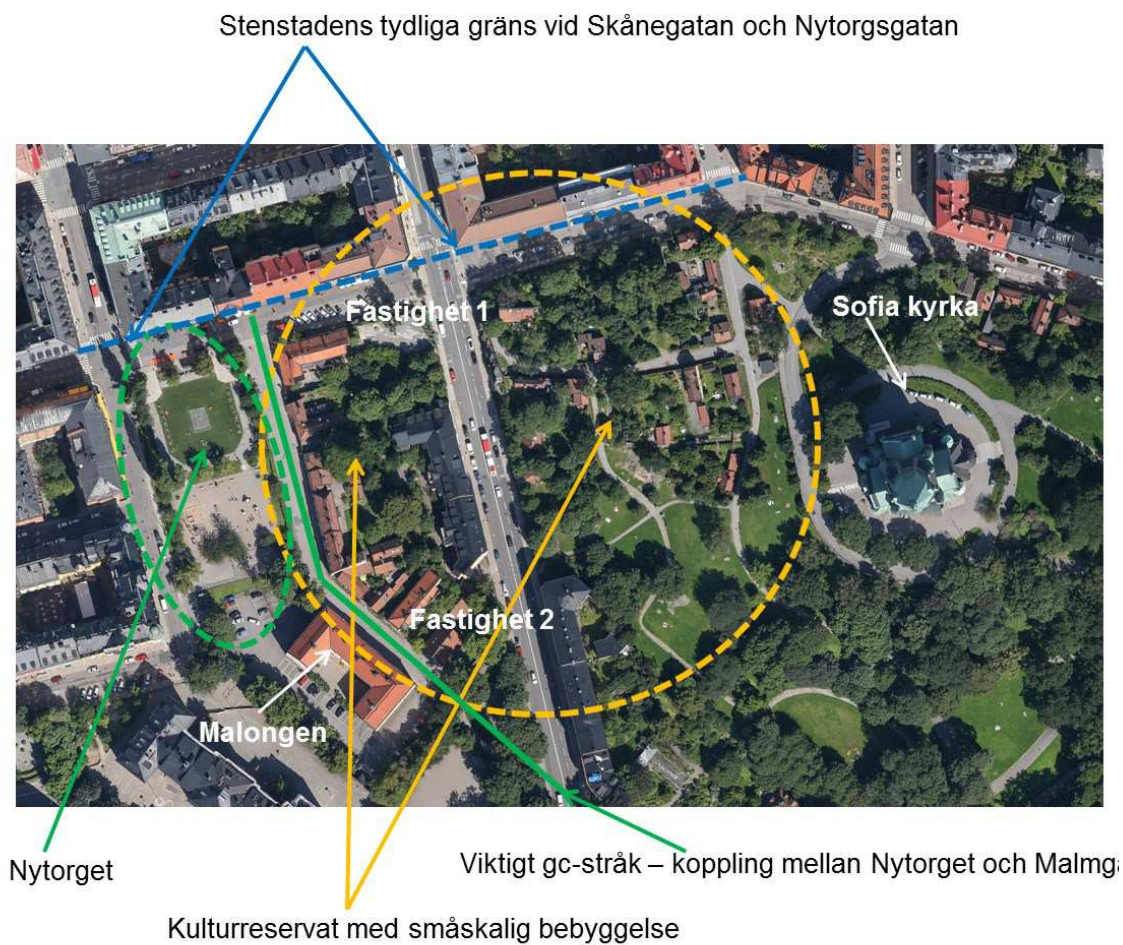 Stenstadens tydliga gräns vid Skånegatan och Nytorgsgatan
Fastighet 1
Sofia kyrka
Fastighet 2
Malongen
Nytorget
Viktigt gc-stråk – koppling mellan Nytorget och Malmg
Kulturreservat med småskalig bebyggelse